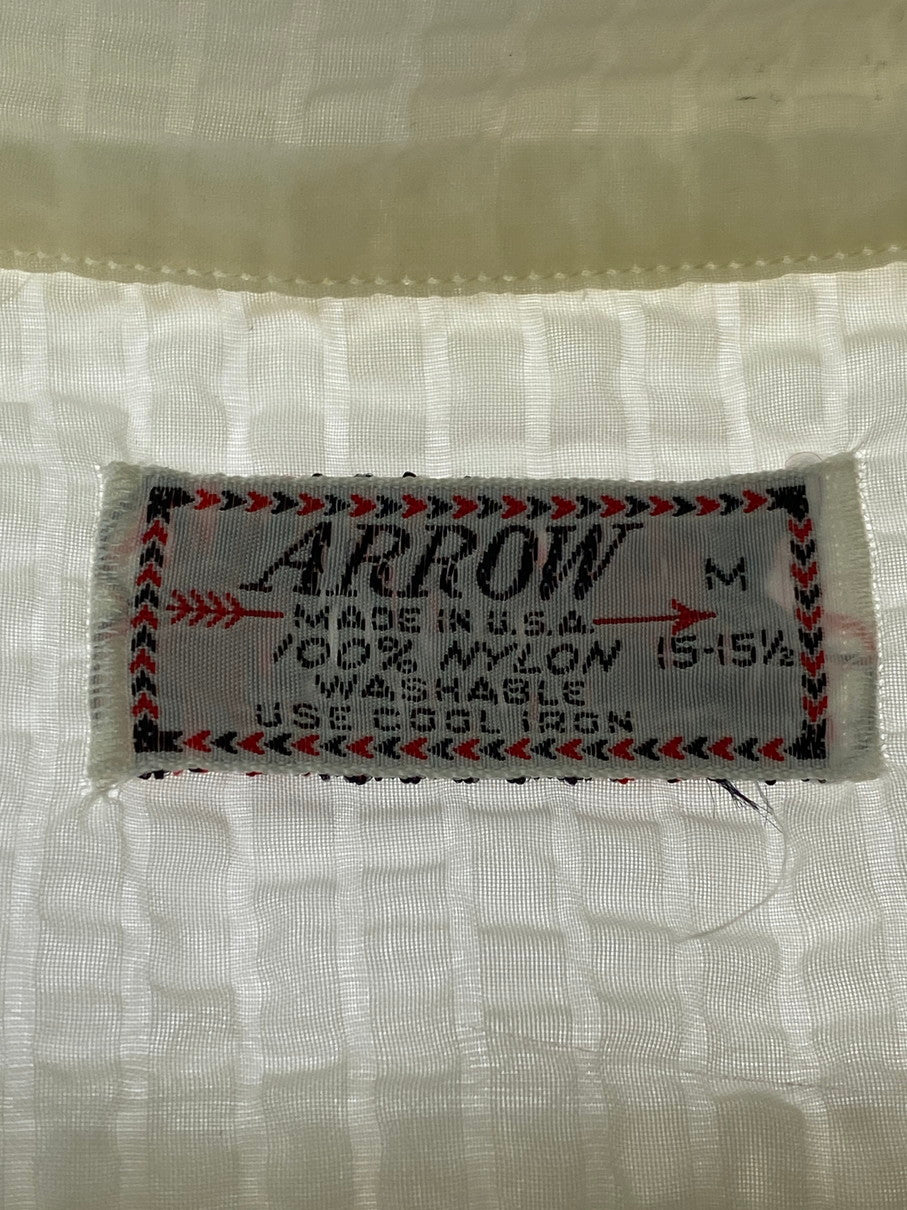 ARROW
M
MADE IN U.S.A.
100% NYLON 15-15½
WASHABLE
USE COOL IRON